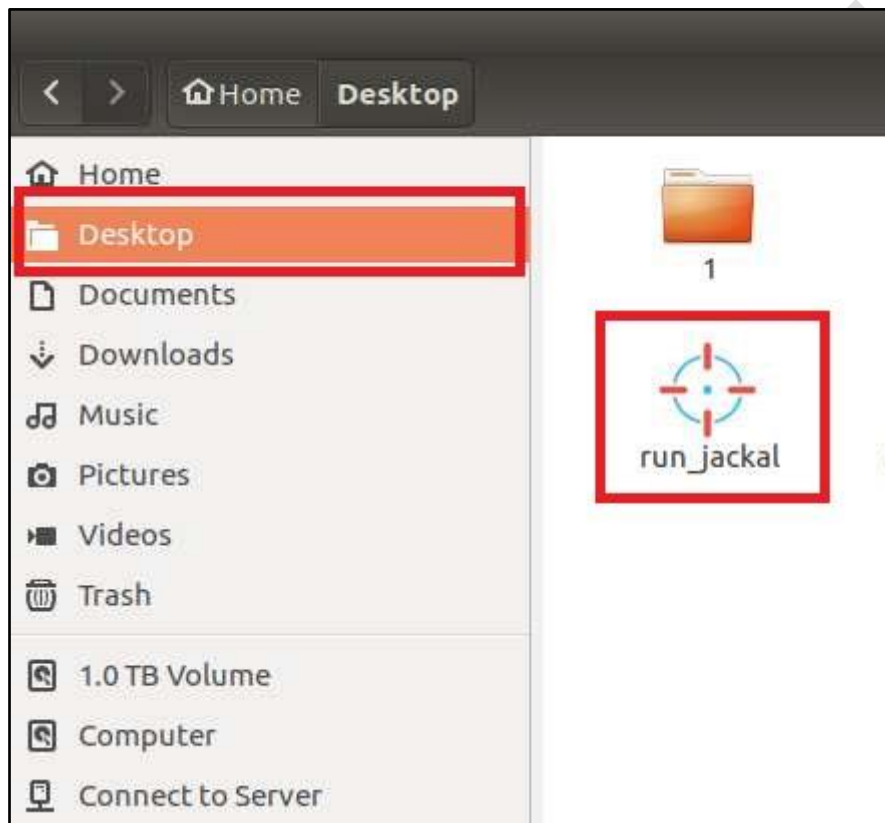 Home Desktop
Home
Desktop
Documents
Downloads
Music
Pictures
Videos
Trash
1.0 TB Volume
Computer
Connect to Server
1
run_jackal